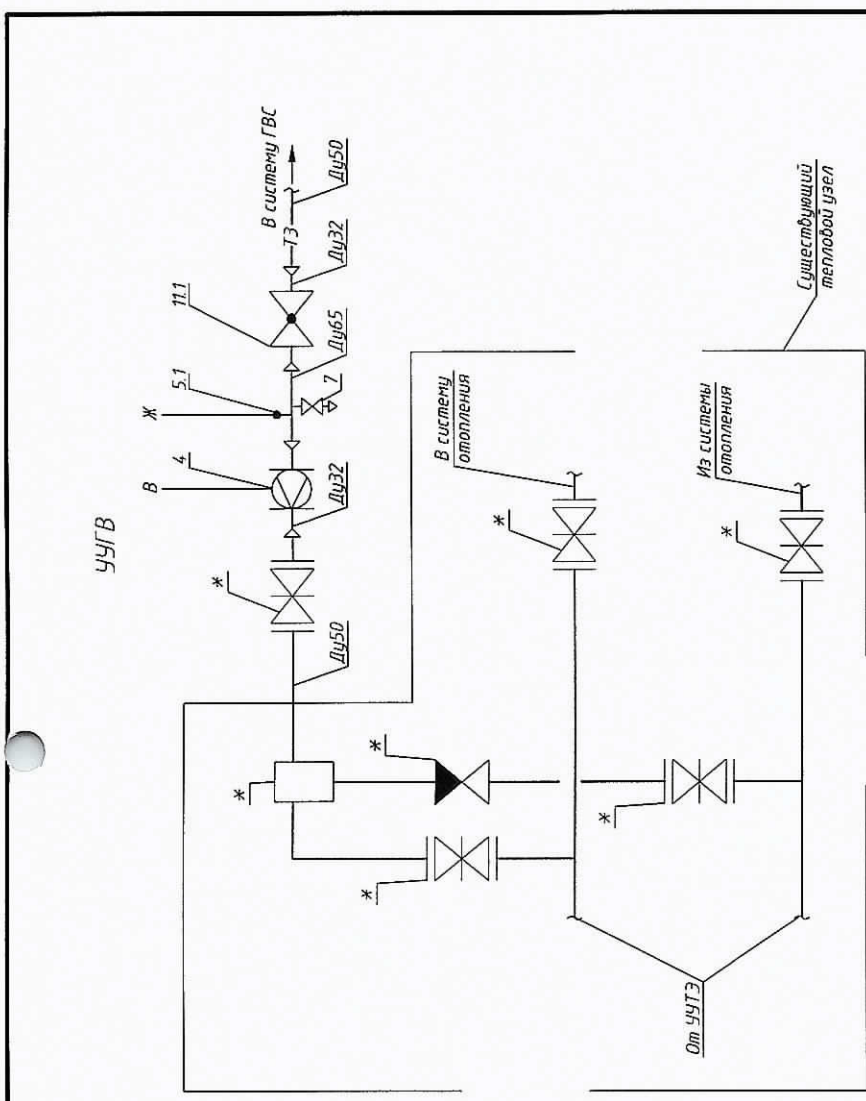 УУГВ
В систему ГВС
Ду50
Т3
Ду32
11.1
Ду65
5.1
7
Ж
4
В
Ду32
*
Ду50
Существующий
тепловой узел
В систему
отопления
*
Из системы
отопления
*
*
*
*
*
От УУТЭ